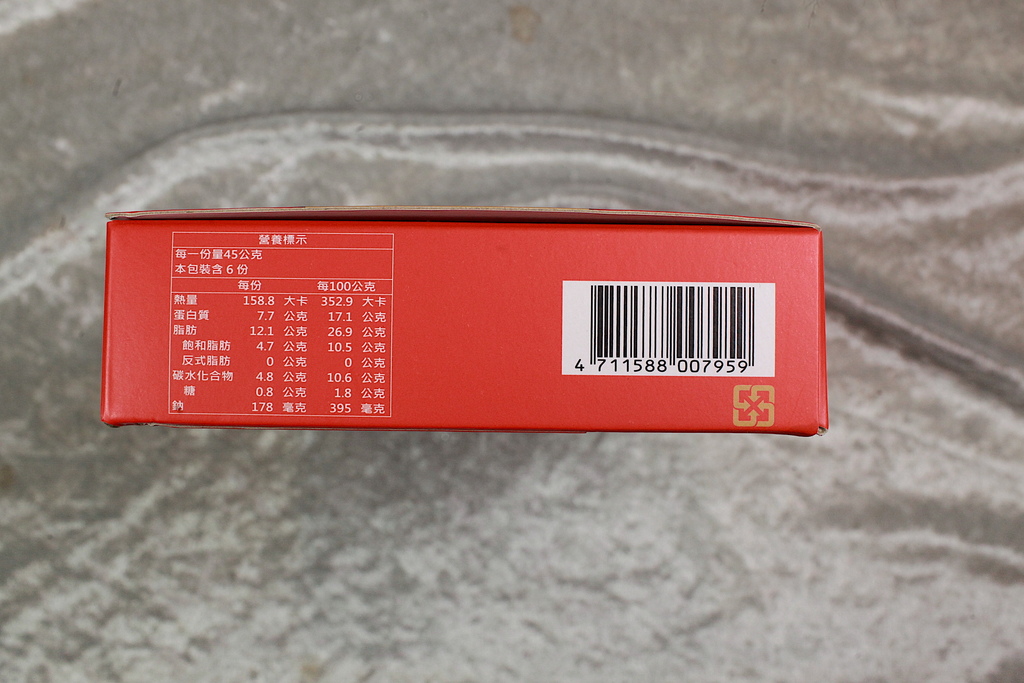 營養標示
每一份量45公克
本包裝含 6 份
每份 每100公克
熱量 158.8 大卡 352.9 大卡
蛋白質 7.7 公克 17.1 公克
脂肪 12.1 公克 26.9 公克
飽和脂肪 4.7 公克 10.5 公克
反式脂肪 0 公克 0 公克
碳水化合物 4.8 公克 10.6 公克
糖 0.8 公克 1.8 公克
鈉 178 毫克 395 毫克
4 711588 007959